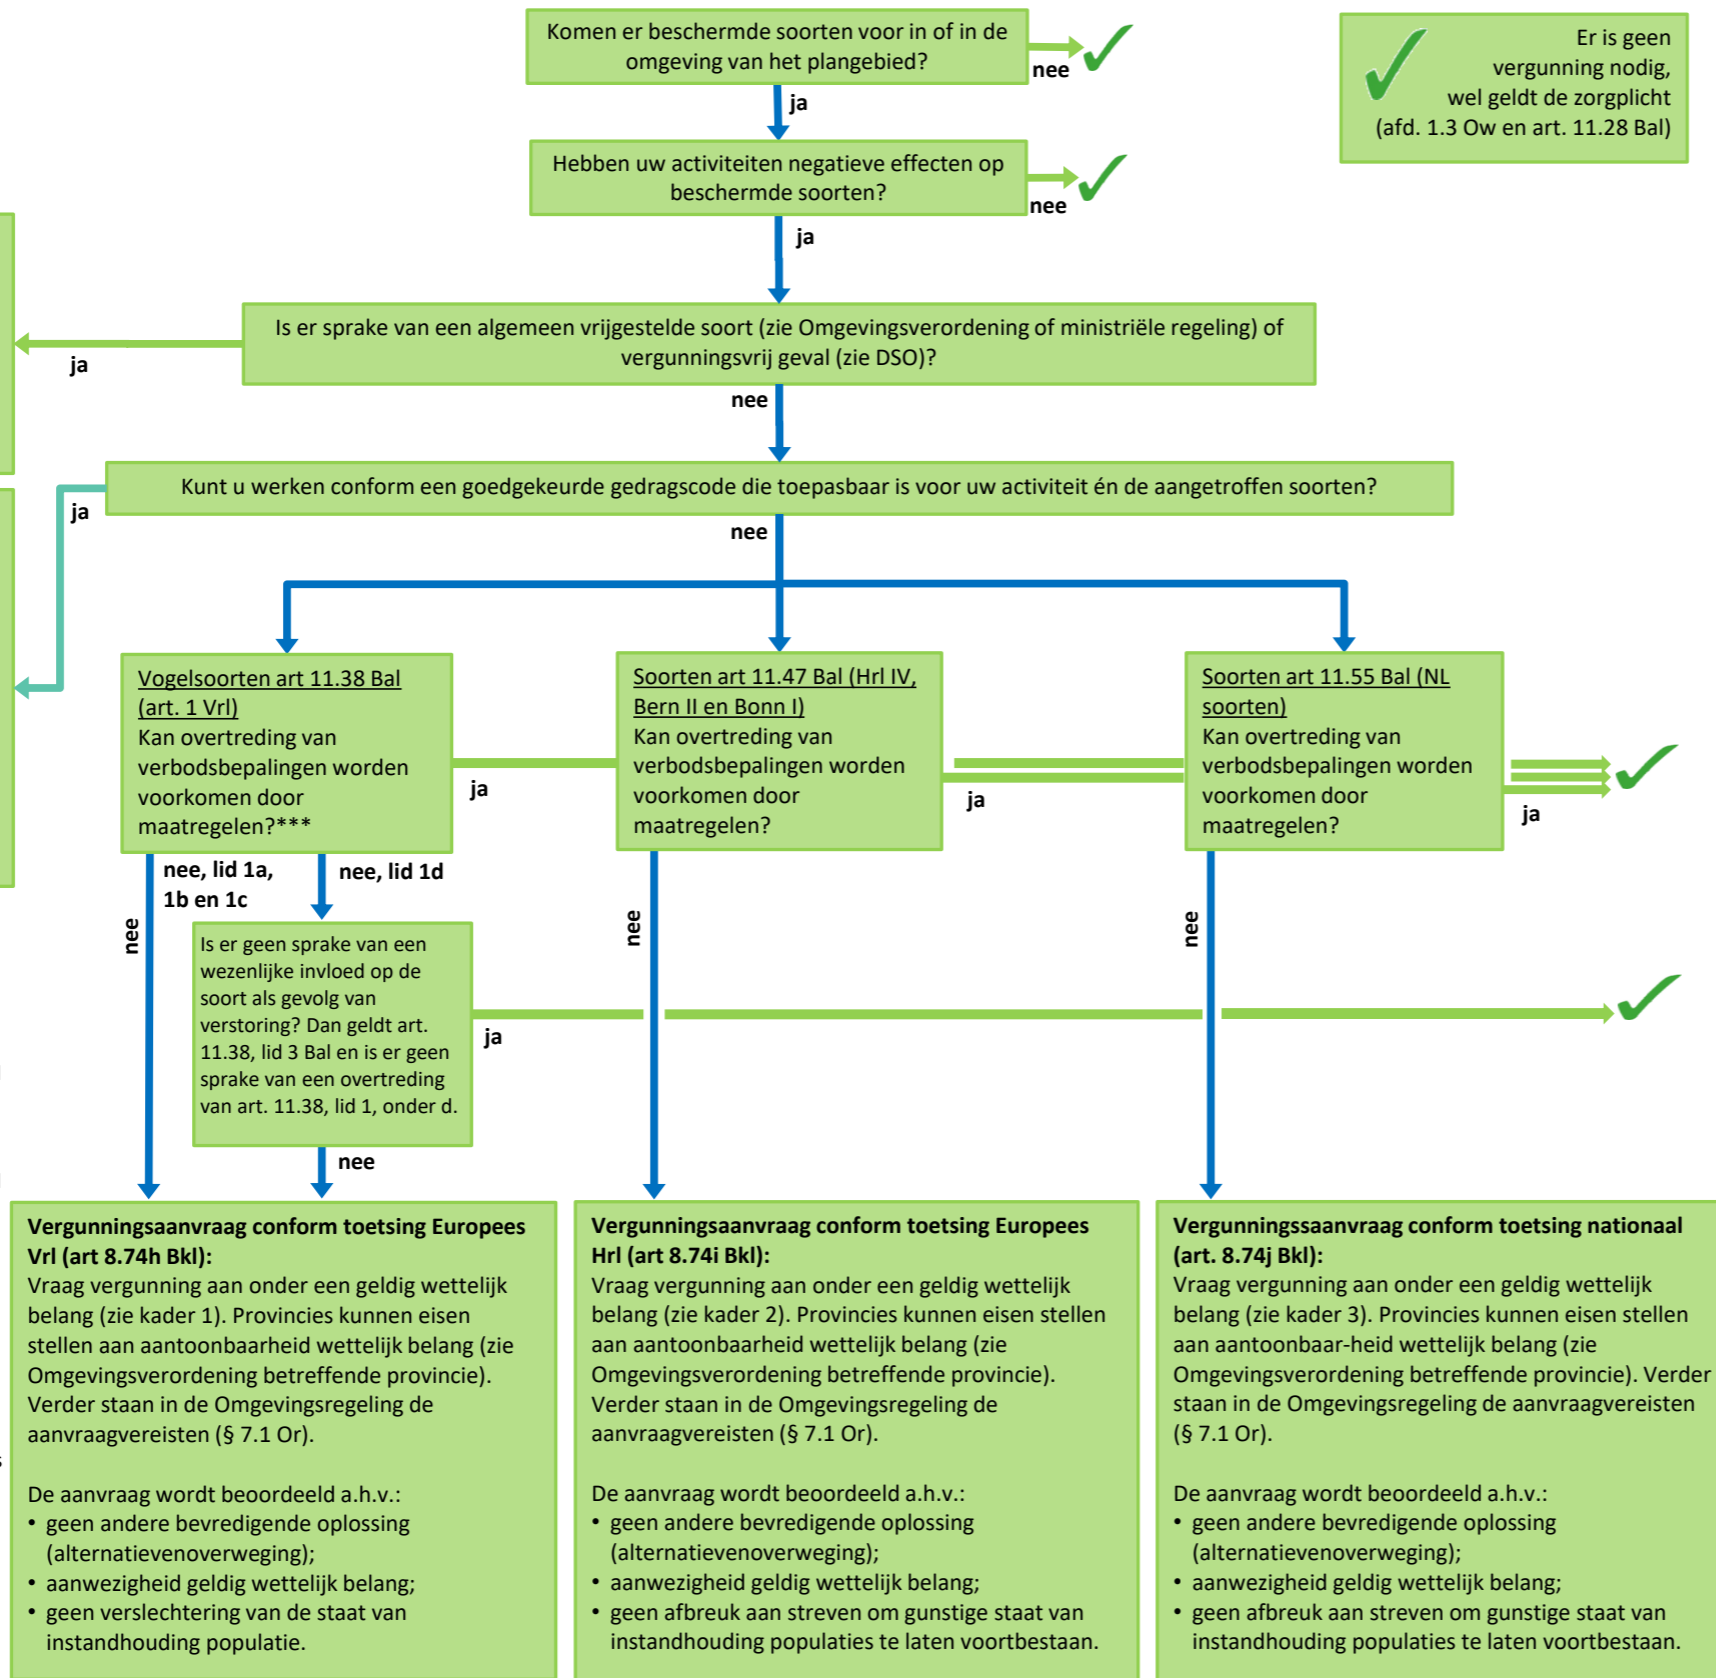 Komen er beschermde soorten voor in of in de
omgeving van het plangebied?
nee
ja
Er is geen
vergunning nodig,
wel geldt de zorgplicht
(afd. 1.3 Ow en art. 11.28 Bal)
Hebben uw activiteiten negatieve effecten op
beschermde soorten?
nee
ja
Is er sprake van een algemeen vrijgestelde soort (zie Omgevingsverordening of ministriële regeling) of
vergunningsvrij geval (zie DSO)?
ja
nee
Kunt u werken conform een goedgekeurde gedragscode die toepasbaar is voor uw activiteit én de aangetroffen soorten?
ja
nee
Vogelsoorten art 11.38 Bal
(art. 1 Vrl)
Kan overtreding van
verbodsbepalingen worden
voorkomen door
maatregelen?***
ja
Soorten art 11.47 Bal (Hrl IV,
Bern II en Bonn I)
Kan overtreding van
verbodsbepalingen worden
voorkomen door
maatregelen?
ja
Soorten art 11.55 Bal (NL
soorten)
Kan overtreding van
verbodsbepalingen worden
voorkomen door
maatregelen?
ja
nee, lid 1a,
1b en 1c
nee, lid 1d
nee
nee
nee
Is er geen sprake van een
wezenlijke invloed op de
soort als gevolg van
verstoring? Dan geldt art.
11.38, lid 3 Bal en is er geen
sprake van een overtreding
van art. 11.38, lid 1, onder d.
ja
nee
Vergunningsaanvraag conform toetsing Europees
Vrl (art 8.74h Bkl):
Vraag vergunning aan onder een geldig wettelijk
belang (zie kader 1). Provincies kunnen eisen
stellen aan aantoonbaarheid wettelijk belang (zie
Omgevingsverordening betreffende provincie).
Verder staan in de Omgevingsregeling de
aanvraagvereisten (§ 7.1 Or).
De aanvraag wordt beoordeeld a.h.v.:
• geen andere bevredigende oplossing
(alternatievenoverweging);
• aanwezigheid geldig wettelijk belang;
• geen verslechtering van de staat van
instandhouding populatie.
Vergunningsaanvraag conform toetsing Europees
Hrl (art 8.74i Bkl):
Vraag vergunning aan onder een geldig wettelijk
belang (zie kader 2). Provincies kunnen eisen stellen
aan aantoonbaarheid wettelijk belang (zie
Omgevingsverordening betreffende provincie).
Verder staan in de Omgevingsregeling de
aanvraagvereisten (§ 7.1 Or).
De aanvraag wordt beoordeeld a.h.v.:
• geen andere bevredigende oplossing
(alternatievenoverweging);
• aanwezigheid geldig wettelijk belang;
• geen afbreuk aan streven om gunstige staat van
instandhouding populaties te laten voortbestaan.
Vergunningssaanvraag conform toetsing nationaal
(art. 8.74j Bkl):
Vraag vergunning aan onder een geldig wettelijk
belang (zie kader 3). Provincies kunnen eisen stellen
aan aantoonbaar-heid wettelijk belang (zie
Omgevingsverordening betreffende provincie). Verder
staan in de Omgevingsregeling de aanvraagvereisten
(§ 7.1 Or).
De aanvraag wordt beoordeeld a.h.v.:
• geen andere bevredigende oplossing
(alternatievenoverweging);
• aanwezigheid geldig wettelijk belang;
• geen afbreuk aan streven om gunstige staat van
instandhouding populaties te laten voortbestaan.